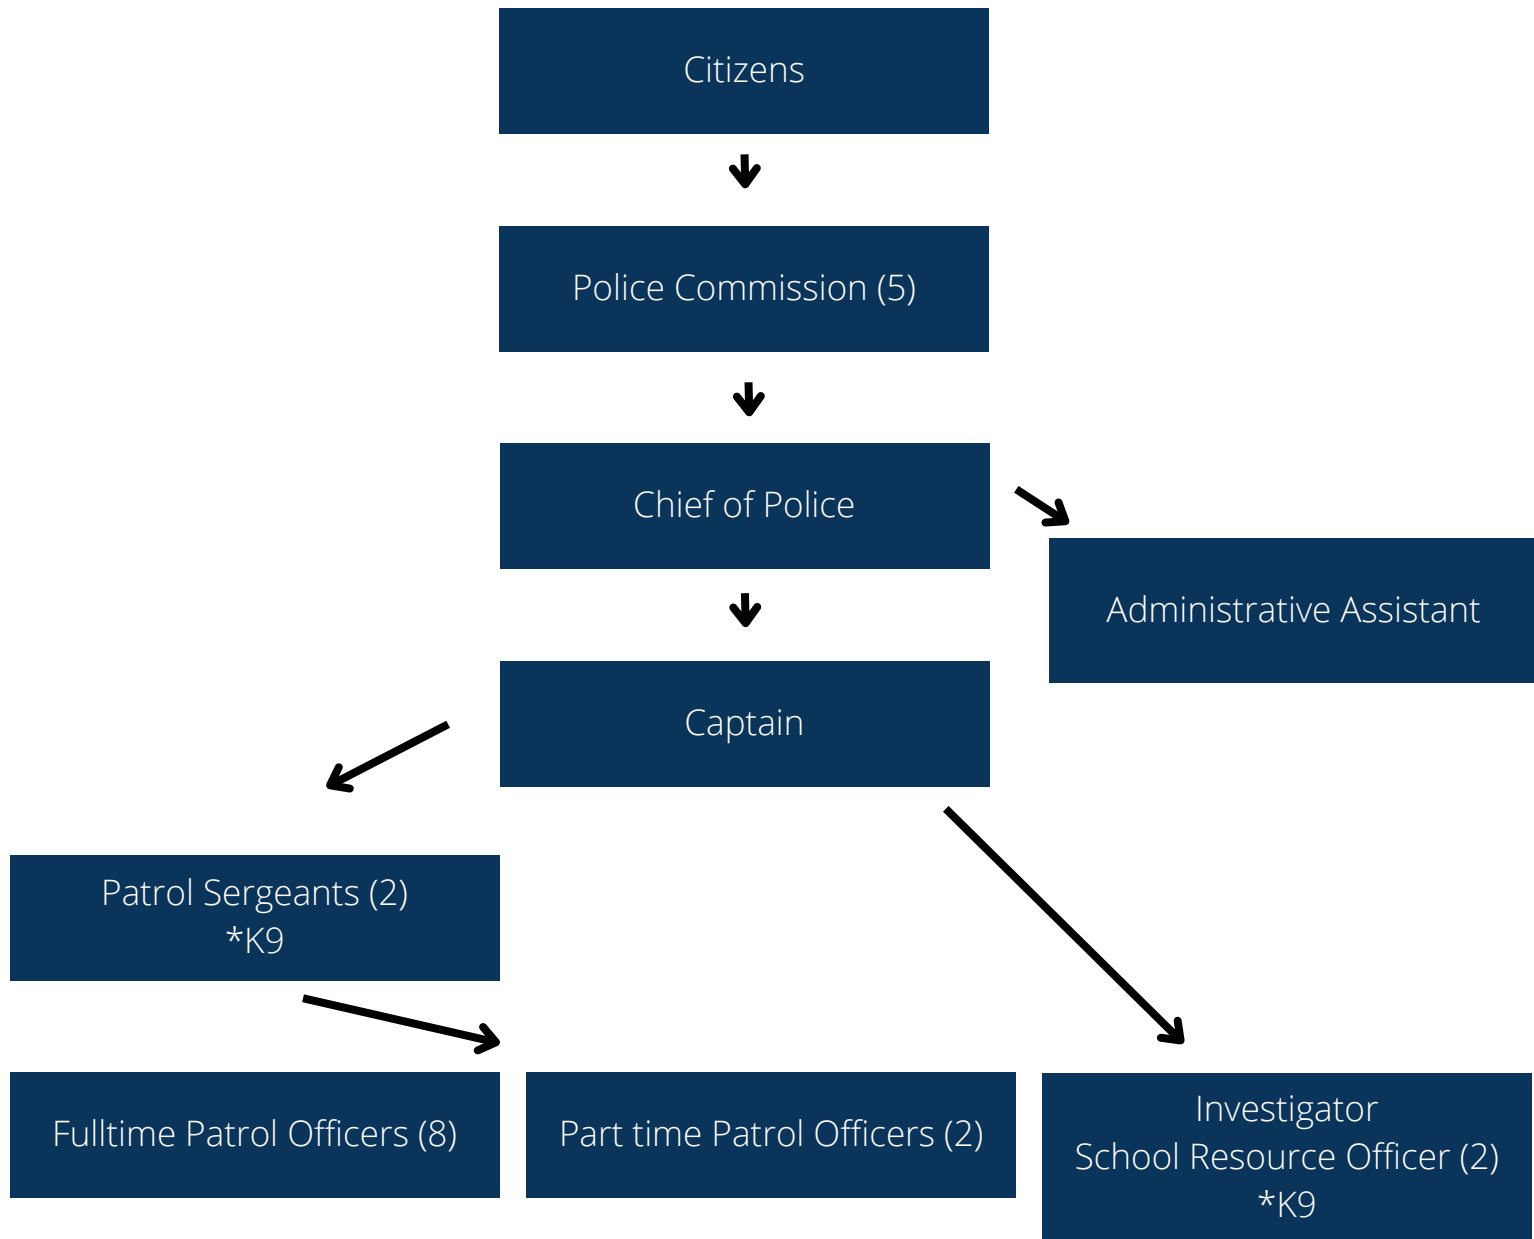 Citizens
Police Commission (5)
Chief of Police
Administrative Assistant
Captain
Patrol Sergeants (2)
*K9
Fulltime Patrol Officers (8)
Part time Patrol Officers (2)
Investigator
School Resource Officer (2)
*K9